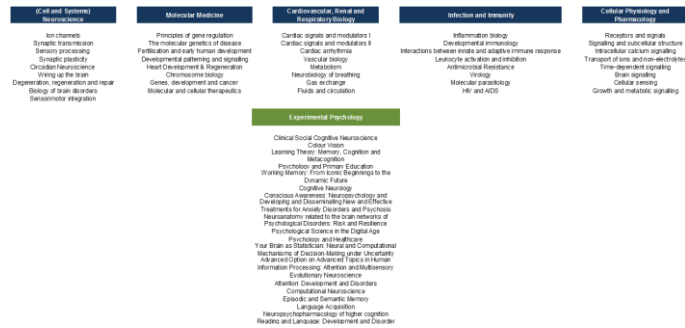 (Cell and Systems)
Neuroscience
Ion channels
Synaptic transmission
Sensory processing
Synaptic plasticity
Circadian Neuroscience
Wiring up the brain
Degeneration, regeneration and repair
Biology of brain disorders
Sensorimotor integration
Molecular Medicine
Principles of gene regulation
The molecular genetics of disease
Fertilisation and early human development
Developmental patterning and signalling
Heart Development & Regeneration
Chromosome biology
Genes, development and cancer
Molecular and cellular therapeutics
Cardiovascular, Renal and
Respiratory Biology
Cardiac signals and modulators I
Cardiac signals and modulators II
Cardiac arrhythmia
Vascular biology
Metabolism
Neurobiology of breathing
Gas exchange
Fluids and circulation
Infection and Immunity
Inflammation biology
Developmental immunology
Interactions between innate and adaptive immune response
Leukocyte activation and inhibition
Antimicrobial Resistance
Virology
Molecular parasitology
HIV and AIDS
Cellular Physiology and
Pharmacology
Receptors and signals
Signalling and subcellular structure
Intracellular calcium signalling
Transport of ions and non-electrolytes
Time-dependent signalling
Brain signalling
Cellular sensing
Growth and metabolic signalling
Experimental Psychology
Clinical Social Cognitive Neuroscience
Colour Vision
Learning Theory: Memory, Cognition and
Metacognition
Psychology and Primary Education
Working Memory: From Iconic Beginnings to the
Dynamic Future
Cognitive Neurology
Conscious Awareness: Neuropsychology and
Developing and Disseminating New and Effective
Treatments for Anxiety Disorders and Psychosis
Neuroanatomy related to the brain networks of
Psychological Disorders: Risk and Resilience
Psychological Science in the Digital Age
Psychology and Healthcare
Your Brain as Statistician: Neural and Computational
Mechanisms of Decision-Making under Uncertainty
Advanced Option on Advanced Topics in Human
Information Processing: Attention and Multisensory
Evolutionary Neuroscience
Attention: Development and Disorders
Computational Neuroscience
Episodic and Semantic Memory
Language Acquisition
Neuropsychopharmacology of higher cognition
Reading and Language: Development and Disorder